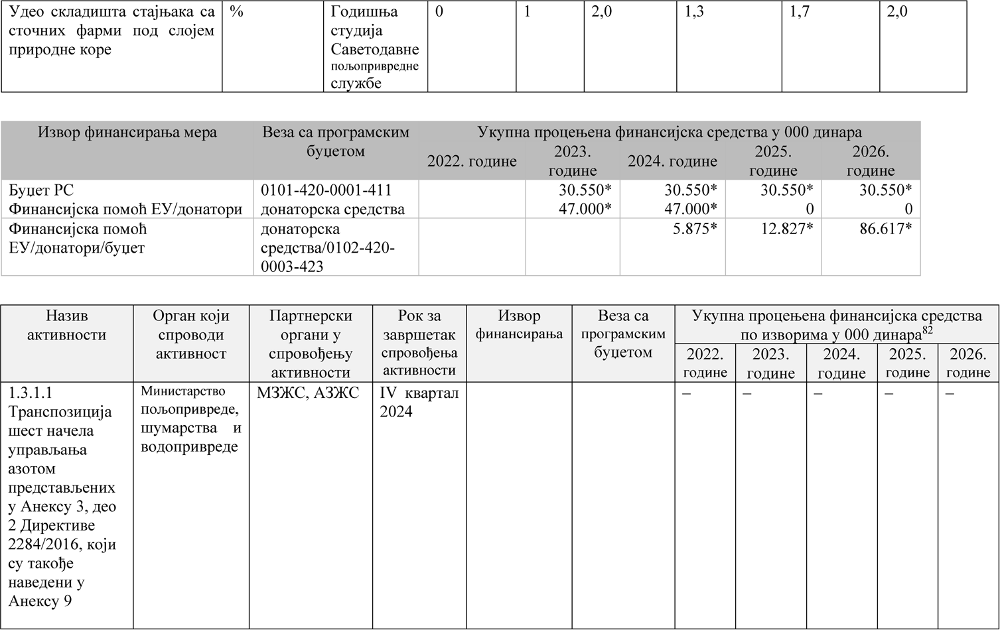 Удео складишта стајњака са
сточних фарми под слојем
природне коре
%
Годишња
студија
Саветодавне
пољопривредне
службе
0
1
2,0
1,3
1,7
2,0
Извор финансирања мера
Веза са програмским
буџетом
Укупна процењена финансијска средства у 000 динара
2022. године
2023.
године
2024. године
2025.
године
2026.
године
Буџет РС
0101-420-0001-411
30.550*
30.550*
30.550*
30.550*
Финансијска помоћ ЕУ/донатори
донаторска средства
47.000*
47.000*
0
0
Финансијска помоћ
ЕУ/донатори/буџет
донаторска
средства/0102-420-
0003-423
5.875*
12.827*
86.617*
Назив
активности
Орган који
спроводи
активност
Партнерски
органи у
спровођењу
активности
Рок за
завршетак
спровођења
активности
Извор
финансирања
Веза са
програмским
буџетом
Укупна процењена финансијска средства
по изворима у 000 динара82
2022.
године
2023.
године
2024.
године
2025.
године
2026.
године
1.3.1.1
Транспозиција
шест начела
управљања
азотом
представљених
у Анексу 3, део
2 Директиве
2284/2016, који
су такође
наведени у
Анексу 9
Министарство
пољопривреде,
шумарства и
водопривреде
МЗЖС, АЗЖС
IV квартал
2024
–
–
–
–
–